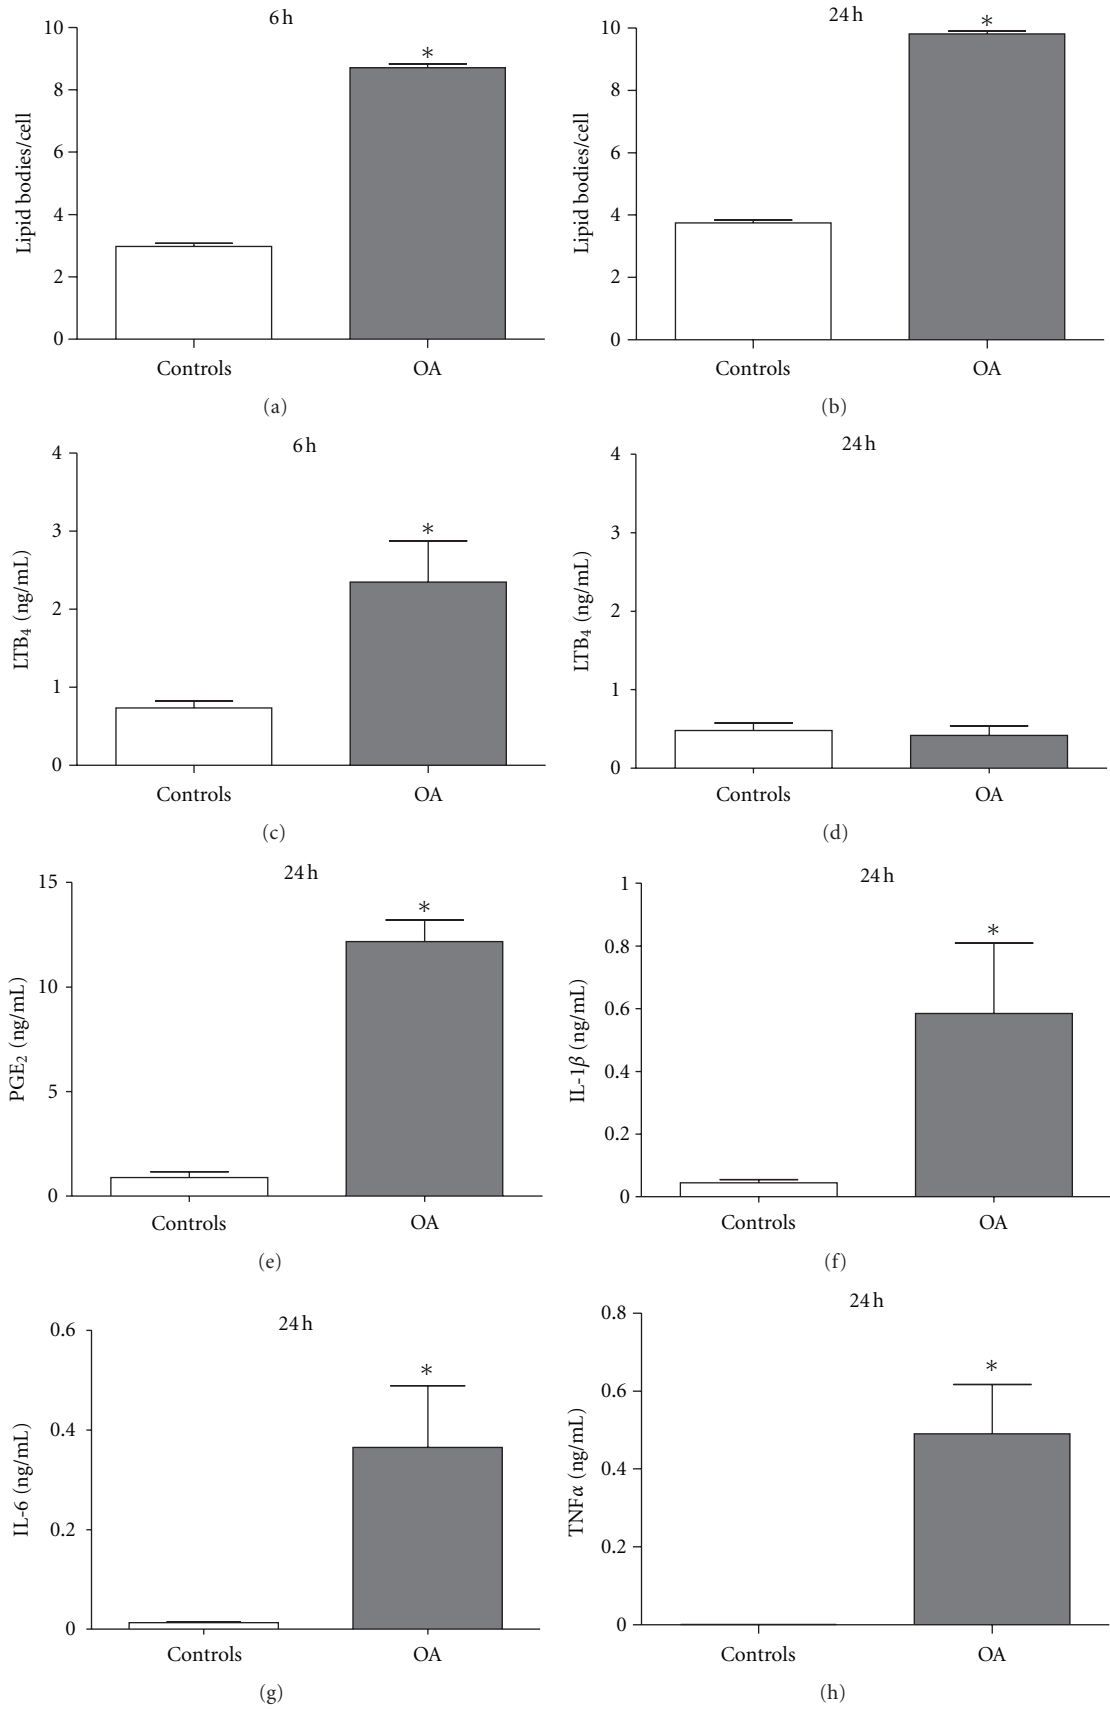 6 h
10
8
6
4
2
0
Lipid bodies/cell
*
Controls
OA
(a)
24 h
10
8
6
4
2
0
Lipid bodies/cell
*
Controls
OA
(b)
6 h
4
3
2
1
0
LTB₄ (ng/mL)
*
Controls
OA
(c)
24 h
4
3
2
1
0
LTB₄ (ng/mL)
Controls
OA
(d)
24 h
15
10
5
0
PGE₂ (ng/mL)
*
Controls
OA
(e)
24 h
1
0.8
0.6
0.4
0.2
0
IL-1β (ng/mL)
*
Controls
OA
(f)
24 h
0.6
0.4
0.2
0
IL-6 (ng/mL)
*
Controls
OA
(g)
24 h
0.8
0.6
0.4
0.2
0
TNFα (ng/mL)
*
Controls
OA
(h)